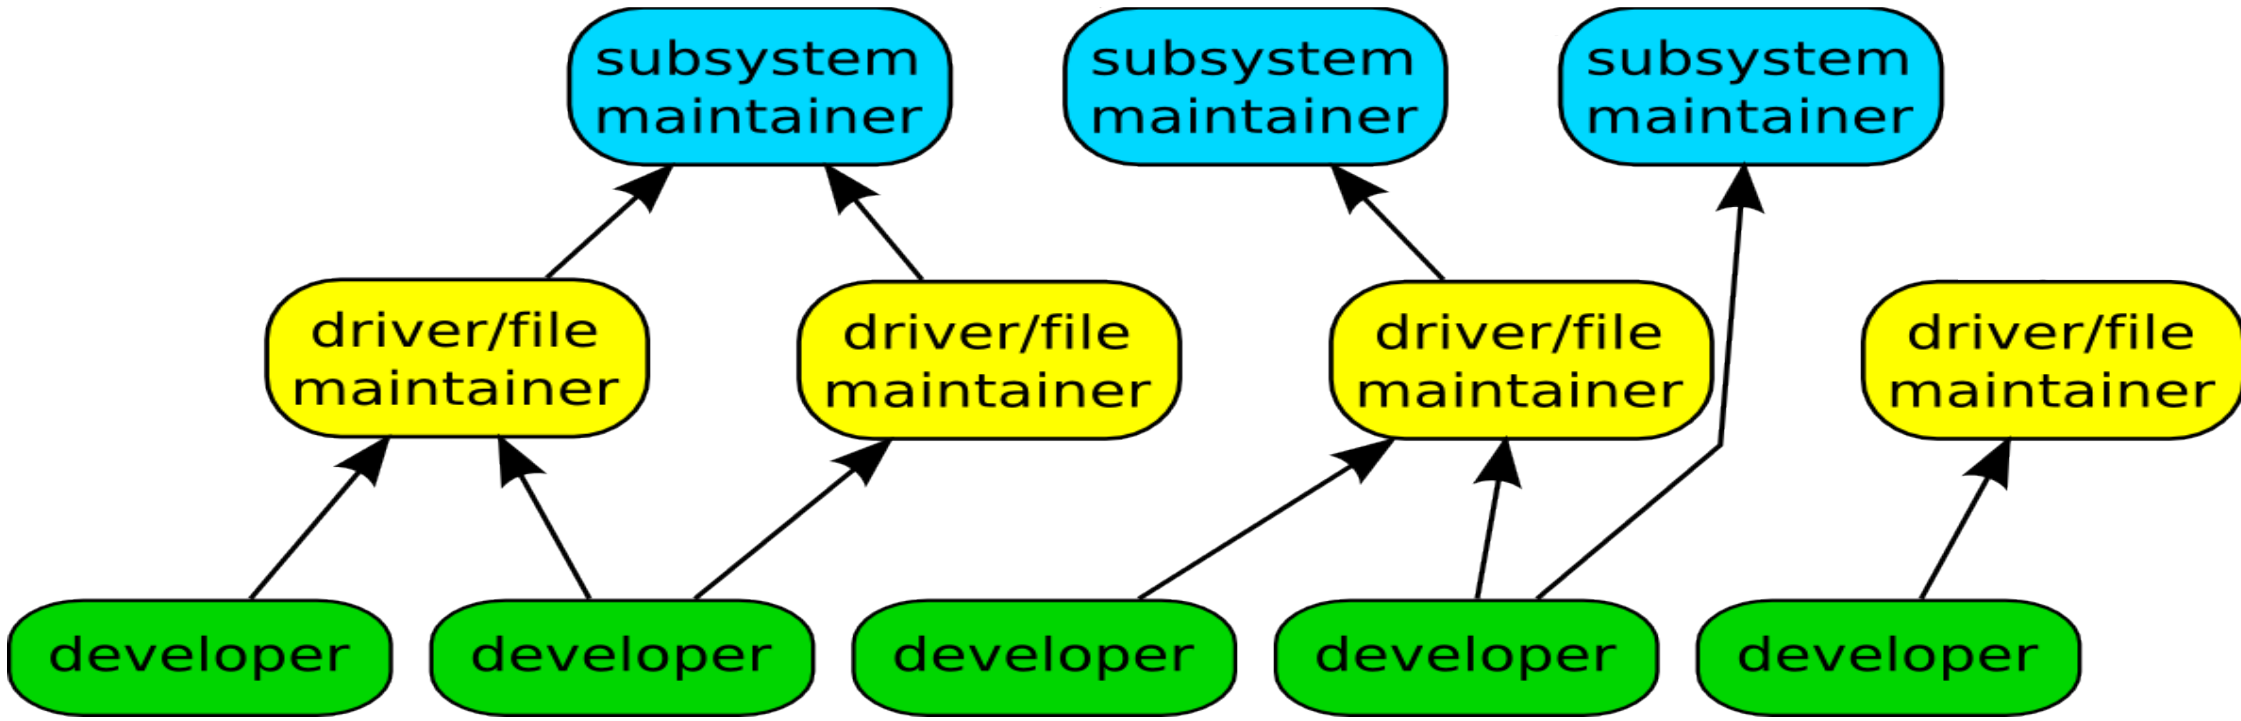 subsystem
maintainer
subsystem
maintainer
subsystem
maintainer
driver/file
maintainer
driver/file
maintainer
driver/file
maintainer
driver/file
maintainer
developer
developer
developer
developer
developer